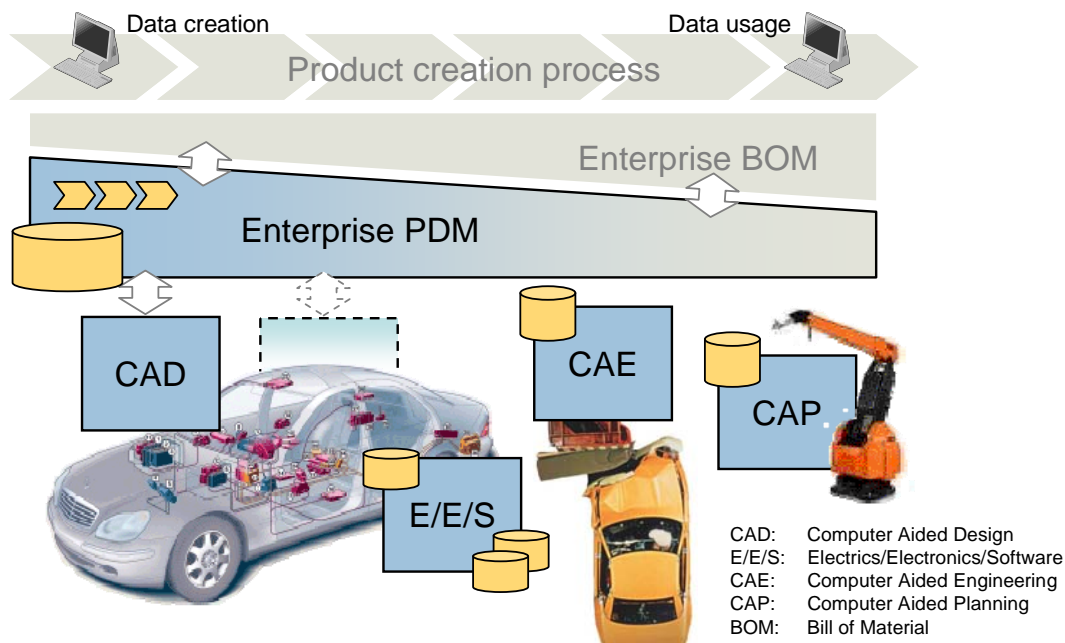 Data creation
Data usage
Product creation process
Enterprise BOM
Enterprise PDM
CAD
CAE
CAP
E/E/S
CAD: Computer Aided Design
E/E/S: Electrics/Electronics/Software
CAE: Computer Aided Engineering
CAP: Computer Aided Planning
BOM: Bill of Material